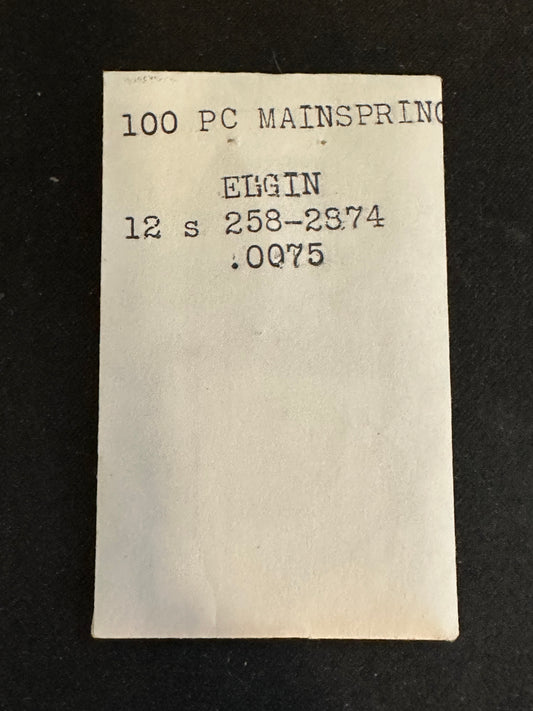 100 PC MAINSPRING
ELGIN
12 s 258-2874
.0075